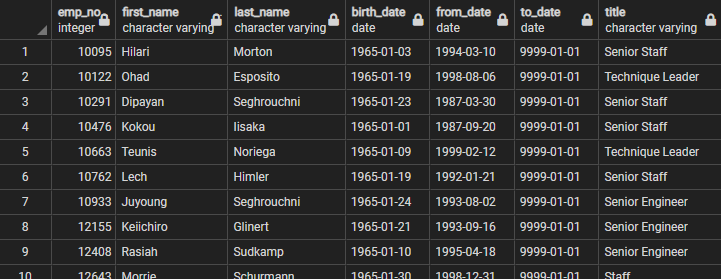 emp_no first_name last_name birth_date from_date to_date title
integer character varying character varying date date date character varying
1 10095 Hilari Morton 1965-01-03 1994-03-10 9999-01-01 Senior Staff
2 10122 Ohad Esposito 1965-01-19 1998-08-06 9999-01-01 Technique Leader
3 10291 Dipayan Seghrouchni 1965-01-23 1987-03-30 9999-01-01 Senior Staff
4 10476 Kokou Iisaka 1965-01-01 1987-09-20 9999-01-01 Senior Staff
5 10663 Teunis Noriega 1965-01-09 1999-02-12 9999-01-01 Technique Leader
6 10762 Lech Himler 1965-01-19 1992-01-21 9999-01-01 Senior Staff
7 10933 Juyoung Seghrouchni 1965-01-24 1993-08-02 9999-01-01 Senior Engineer
8 12155 Keiichiro Glinert 1965-01-21 1993-09-16 9999-01-01 Senior Engineer
9 12408 Rasiah Sudkamp 1965-01-10 1995-04-18 9999-01-01 Senior Engineer
10 12643 Morrie Schurmann 1965-01-30 1998-12-31 9999-01-01 Staff